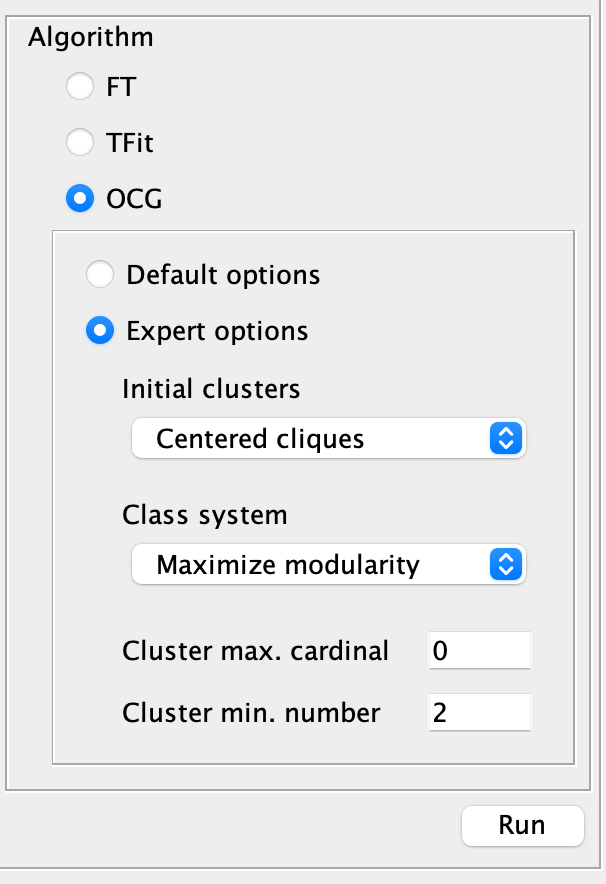 Algorithm
FT
TFit
OCG
Default options
Expert options
Initial clusters
Centered cliques
Class system
Maximize modularity
Cluster max. cardinal 0
Cluster min. number 2
Run